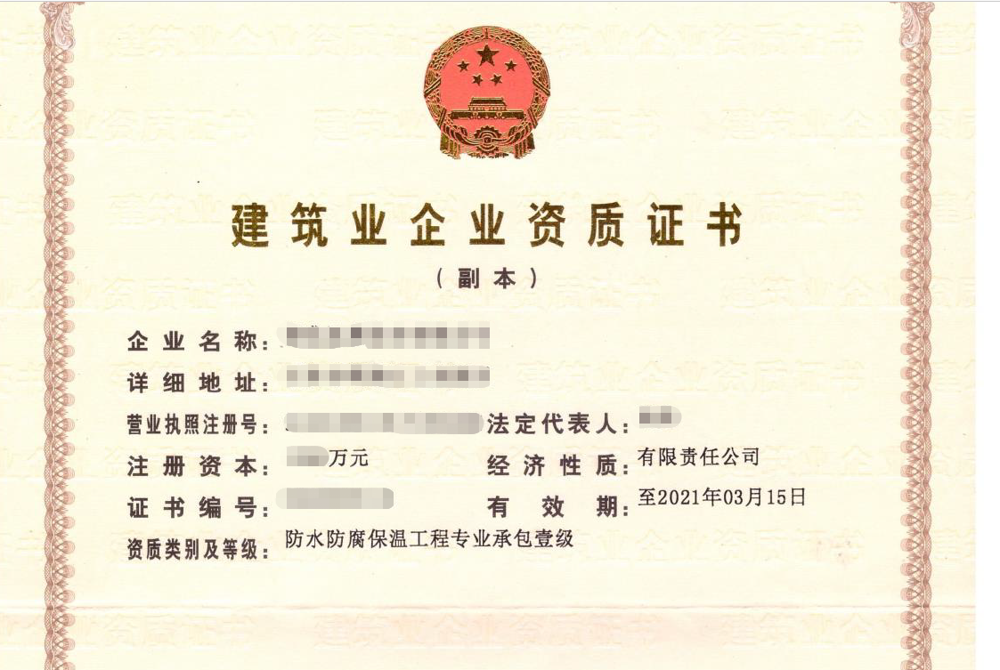 建筑业企业资质证书
（副本）
企业名称：
详细地址：
营业执照注册号： 法定代表人：
注册资本： 万元 经济性质：有限责任公司
证书编号： 有效期：至2021年03月15日
资质类别及等级：防水防腐保温工程专业承包壹级